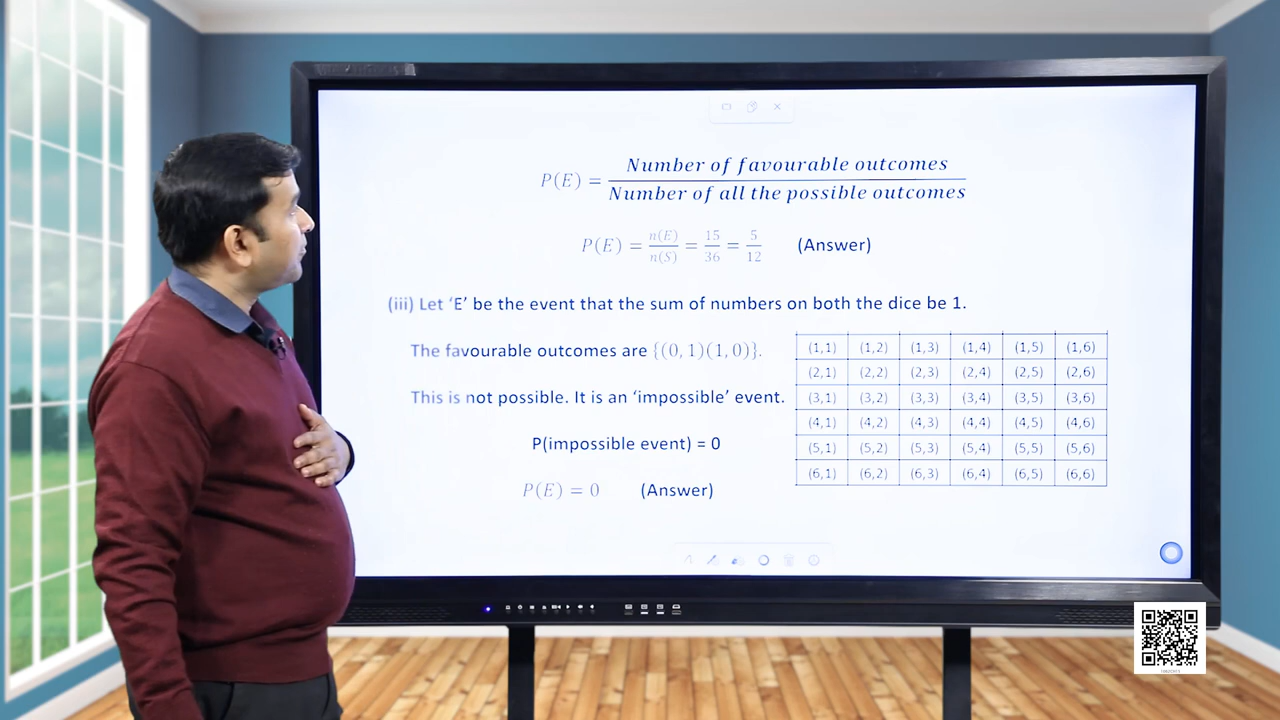 P(E) = Number of favourable outcomes / Number of all the possible outcomes
P(E) = n(E)/n(S) = 15/36 = 5/12 (Answer)
(iii) Let ‘E’ be the event that the sum of numbers on both the dice be 1.
The favourable outcomes are {(0, 1)(1, 0)}.
This is not possible. It is an ‘impossible’ event.
P(impossible event) = 0
P(E) = 0 (Answer)
(1,1) (1,2) (1,3) (1,4) (1,5) (1,6)
(2,1) (2,2) (2,3) (2,4) (2,5) (2,6)
(3,1) (3,2) (3,3) (3,4) (3,5) (3,6)
(4,1) (4,2) (4,3) (4,4) (4,5) (4,6)
(5,1) (5,2) (5,3) (5,4) (5,5) (5,6)
(6,1) (6,2) (6,3) (6,4) (6,5) (6,6)